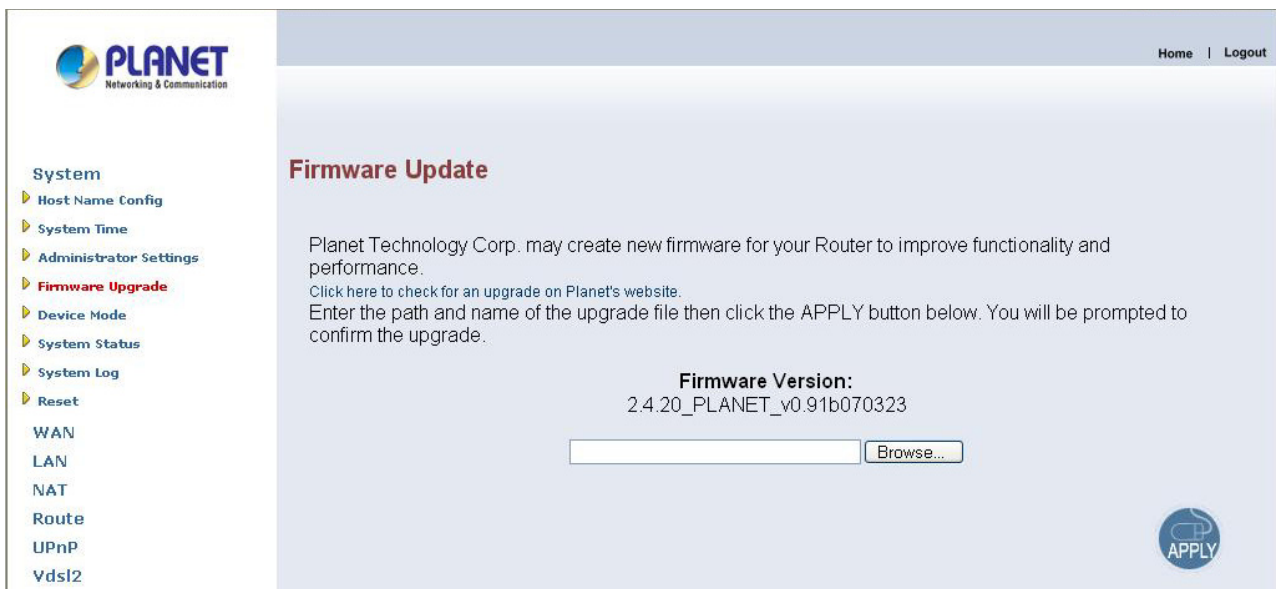 PLANET
Networking & Communication
Home | Logout
System
Host Name Config
System Time
Administrator Settings
Firmware Upgrade
Device Mode
System Status
System Log
Reset
WAN
LAN
NAT
Route
UPnP
Vdsl2
Firmware Update
Planet Technology Corp. may create new firmware for your Router to improve functionality and
performance.
Click here to check for an upgrade on Planet's website.
Enter the path and name of the upgrade file then click the APPLY button below. You will be prompted to
confirm the upgrade.
Firmware Version:
2.4.20_PLANET_v0.91b070323
Browse...
APPLY